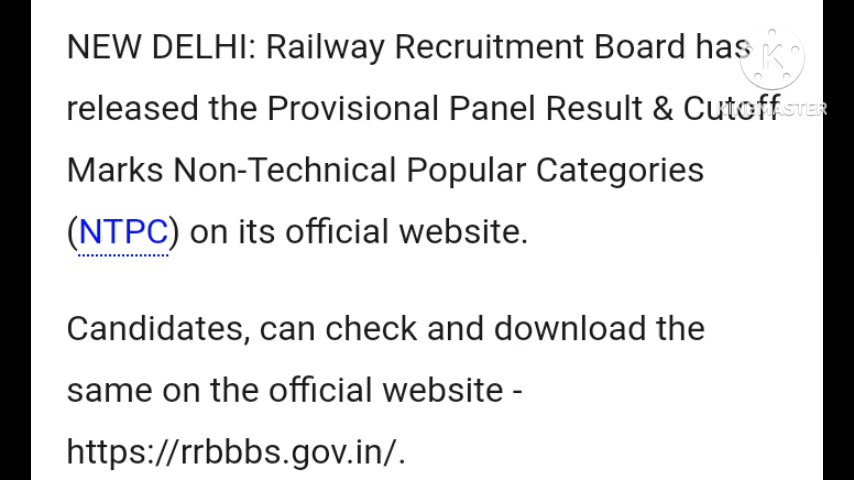 NEW DELHI: Railway Recruitment Board has
released the Provisional Panel Result & Cutoff
Marks Non-Technical Popular Categories
(NTPC) on its official website.
Candidates, can check and download the
same on the official website -
https://rrbbbs.gov.in/.
K
KINEMASTER